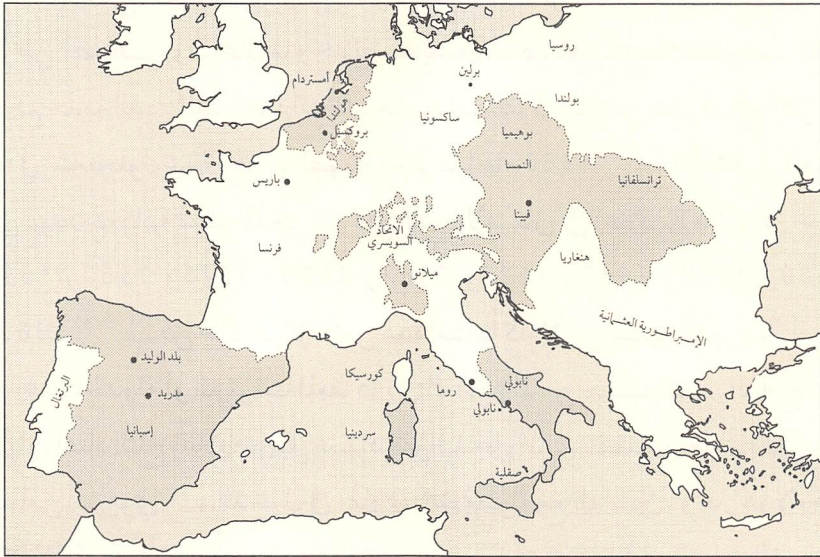 روسيا
برلين
بولندا
أمستردام
هولندا
ساكسونيا
بروكسل
بوهيميا
النمسا
ترانسلفانيا
باريس
فيينا
الاتحاد
السويسري
فرنسا
هنغاريا
ميلانو
الإمبراطورية العثمانية
بلد الوليد
كورسيكا
روما
نابولي
مدريد
البرتغال
نابولي
إسبانيا
سردينيا
صقلية